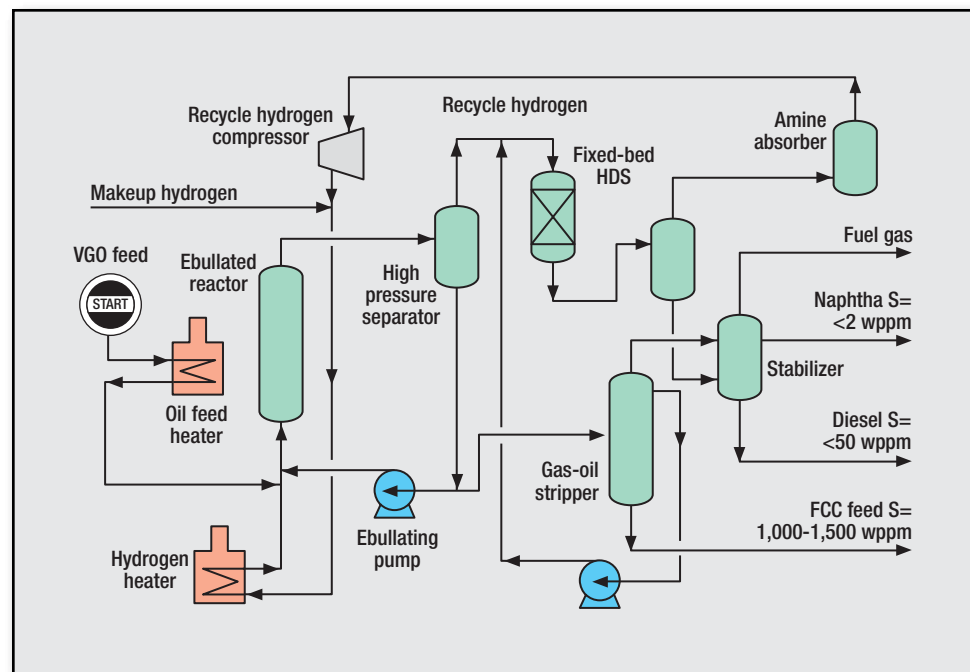 Recycle hydrogen
compressor
Recycle hydrogen
Amine
absorber
Fixed-bed
HDS
Makeup hydrogen
VGO feed
START
Ebullated
reactor
High
pressure
separator
Fuel gas
Naphtha S=
<2 wppm
Stabilizer
Oil feed
heater
Diesel S=
<50 wppm
Gas-oil
stripper
FCC feed S=
1,000-1,500 wppm
Ebullating
pump
Hydrogen
heater